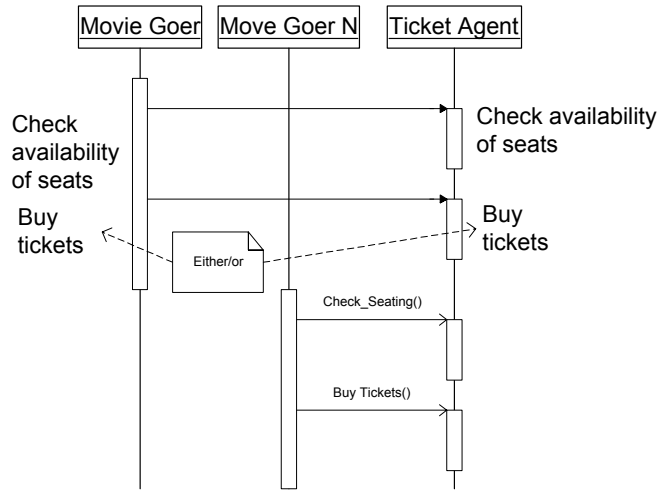 Movie Goer
Move Goer N
Ticket Agent
Check
availability
of seats
Check availability
of seats
Buy
tickets
Buy
tickets
Either/or
Check_Seating()
Buy Tickets()